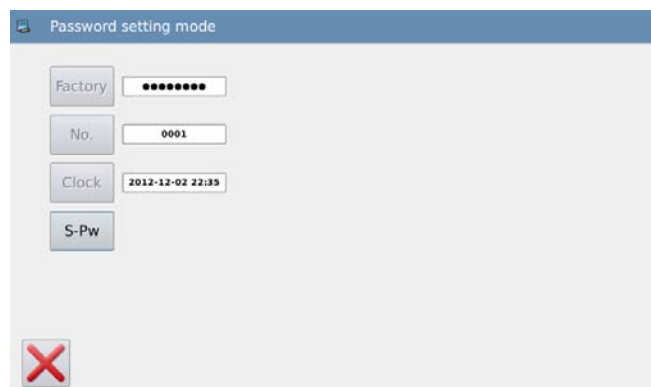 Password setting mode
Factory ●●●●●●●●
No. 0001
Clock 2012-12-02 22:35
S-Pw